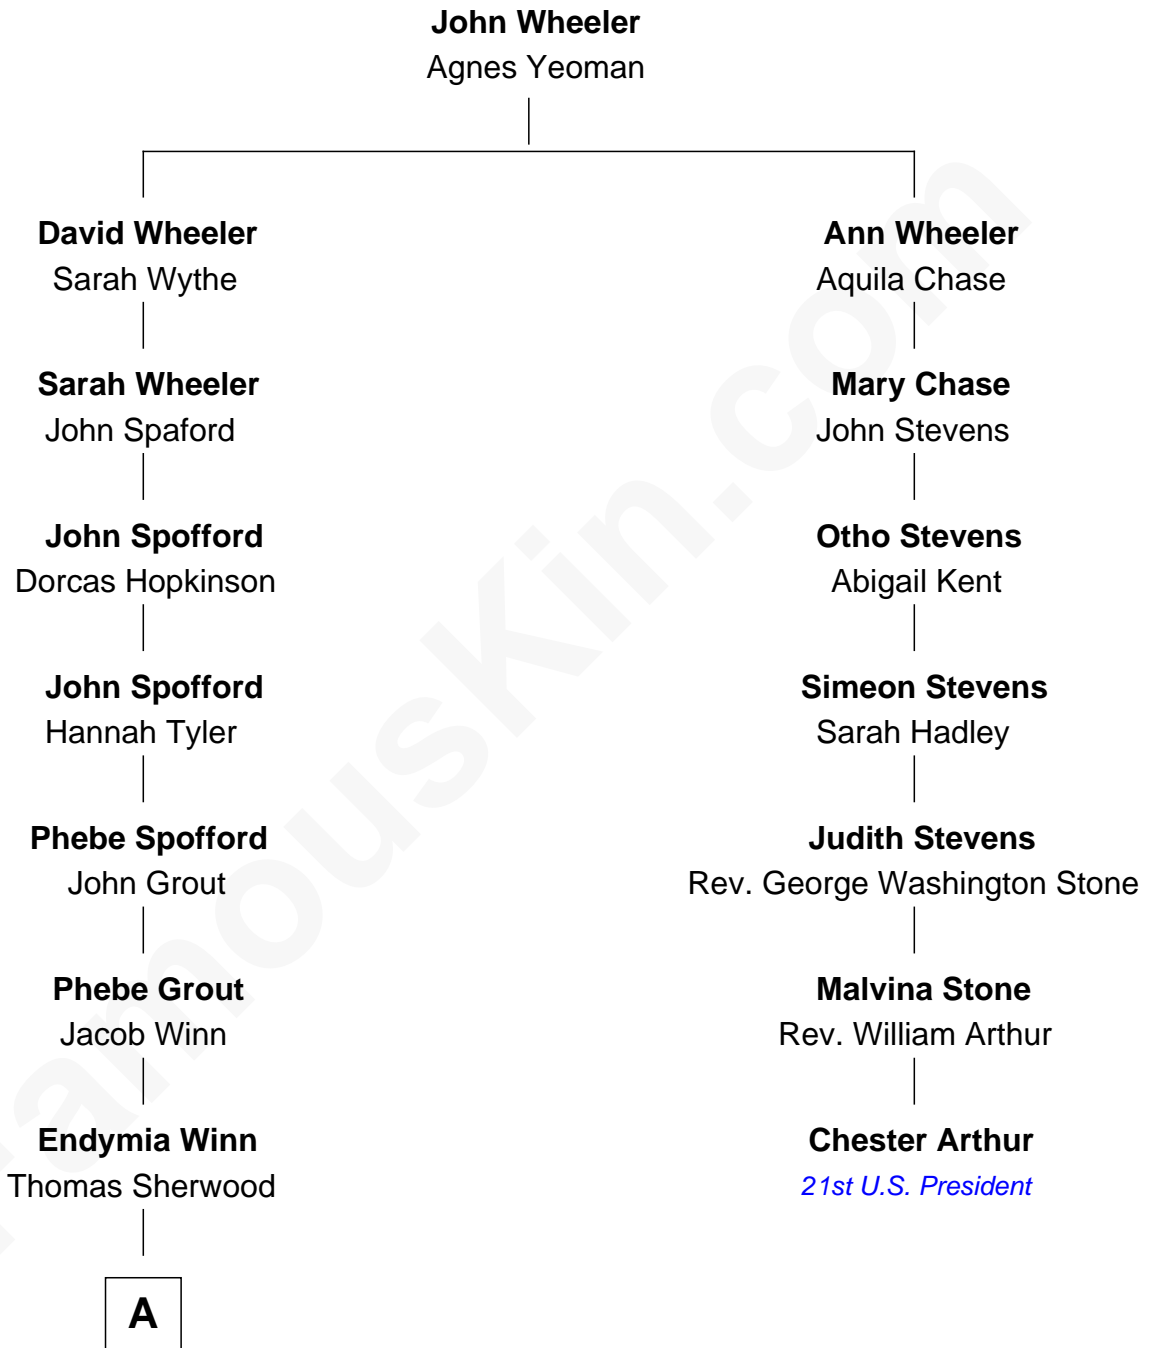 John Wheeler
Agnes Yeoman
David Wheeler
Sarah Wythe
Ann Wheeler
Aquila Chase
Sarah Wheeler
John Spaford
Mary Chase
John Stevens
John Spofford
Dorcas Hopkinson
Otho Stevens
Abigail Kent
John Spofford
Hannah Tyler
Simeon Stevens
Sarah Hadley
Phebe Spofford
John Grout
Judith Stevens
Rev. George Washington Stone
Phebe Grout
Jacob Winn
Malvina Stone
Rev. William Arthur
Endymia Winn
Thomas Sherwood
Chester Arthur
21st U.S. President
A
FamousKin.com